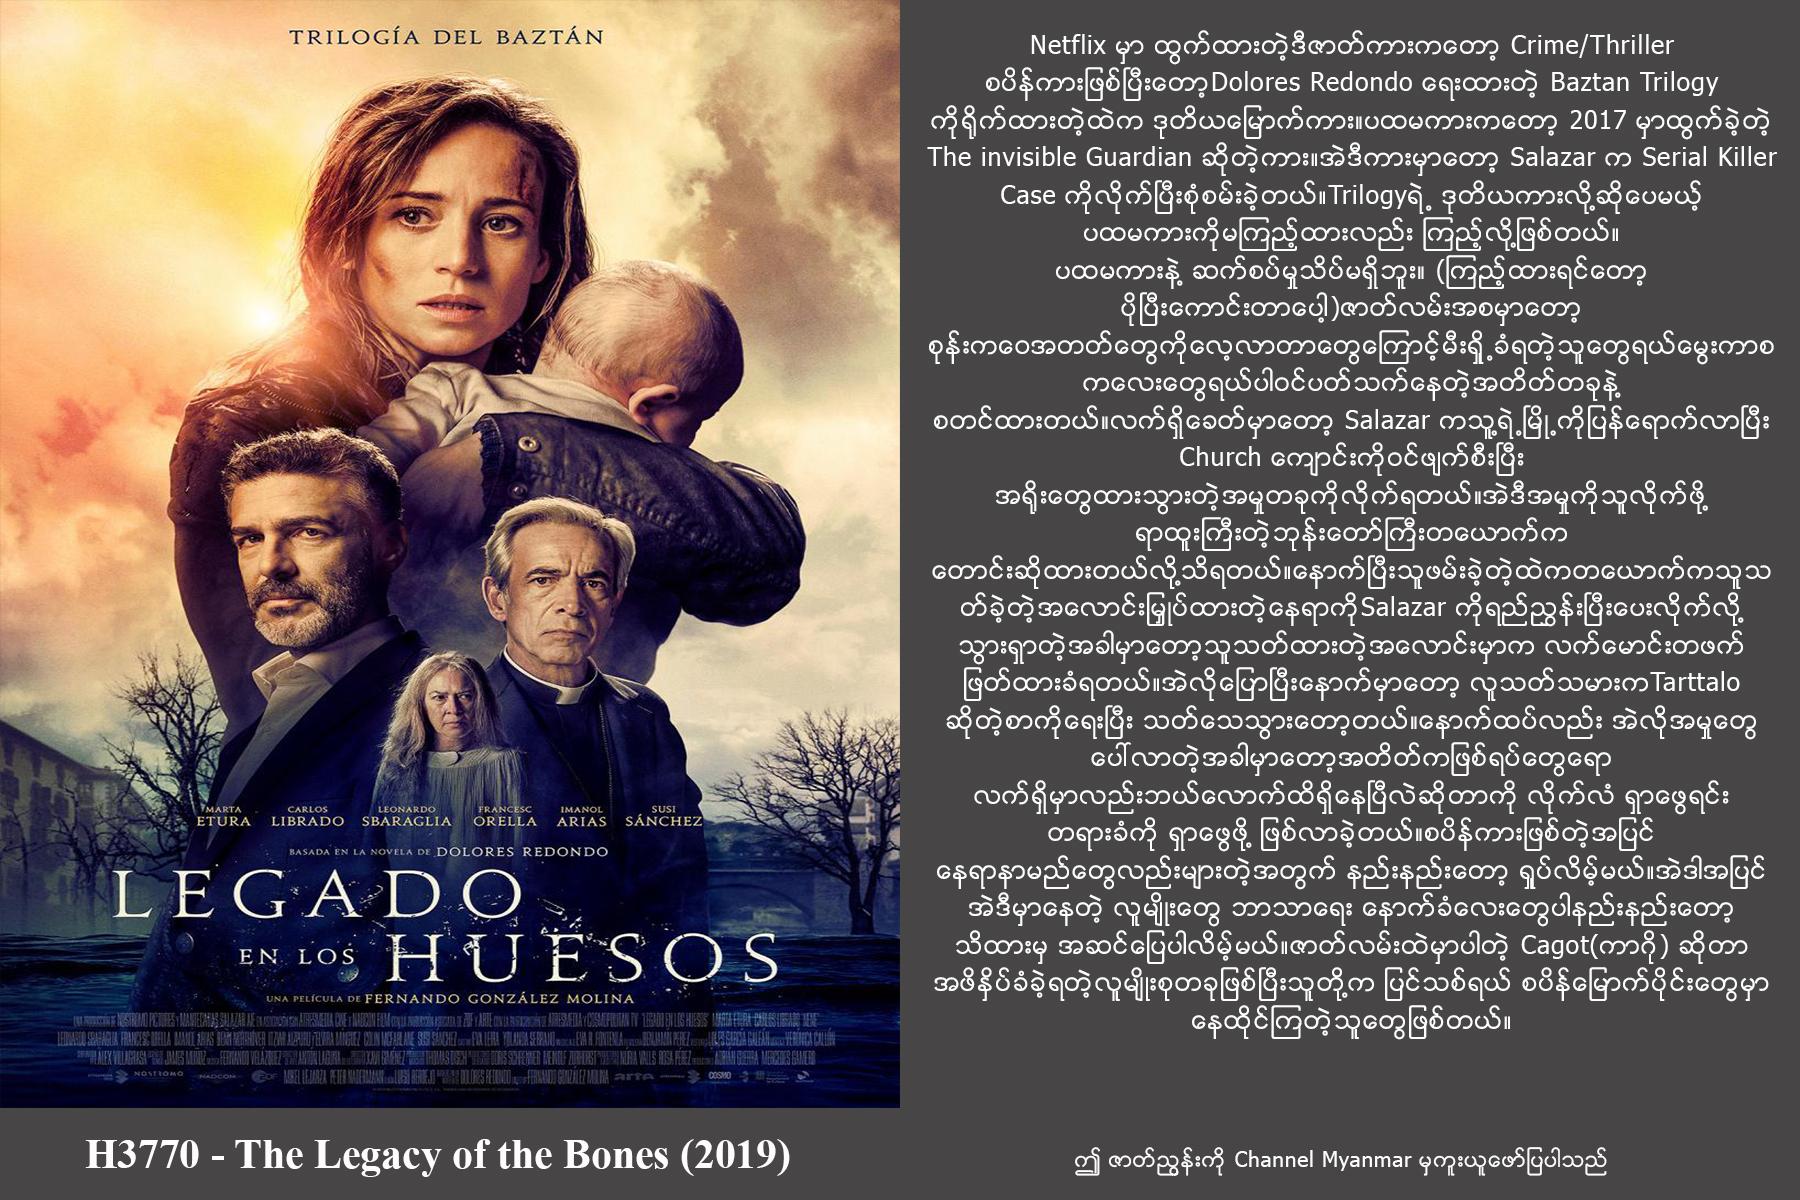 TRILOGÍA DEL BAZTÁN
MARTA ETURA
CARLOS LIBRADO
LEONARDO SBARAGLIA
FRANCESC ORELLA
IMANOL ARIAS
SUSI SÁNCHEZ
BASADA EN LA NOVELA DE DOLORES REDONDO
LEGADO
EN LOS HUESOS
UNA PELÍCULA DE FERNANDO GONZÁLEZ MOLINA
H3770 - The Legacy of the Bones (2019)
Netflix မှာ ထွက်ထားတဲ့ဒီဇာတ်ကားကတော့ Crime/Thriller
စပိန်ကားဖြစ်ပြီးတော့Dolores Redondo ရေးထားတဲ့ Baztan Trilogy
ကိုရိုက်ထားတဲ့ထဲက ဒုတိယမြောက်ကား။ပထမကားကတော့ 2017 မှာထွက်ခဲ့တဲ့
The invisible Guardian ဆိုတဲ့ကား။အဲဒီကားမှာတော့ Salazar က Serial Killer
Case ကိုလိုက်ပြီးစုံစမ်းခဲ့တယ်။Trilogyရဲ့ ဒုတိယကားလို့ဆိုပေမယ့်
ပထမကားကိုမကြည့်ထားလည်း ကြည့်လို့ဖြစ်တယ်။
ပထမကားနဲ့ ဆက်စပ်မှုသိပ်မရှိဘူး။ (ကြည့်ထားရင်တော့
ပိုပြီးကောင်းတာပေါ့)ဇာတ်လမ်းအစမှာတော့
စုန်းကဝေအတတ်တွေကိုလေ့လာတာတွေကြောင့်မီးရှို့ခံရတဲ့သူတွေရယ်မွေးကာစ
ကလေးတွေရယ်ပါဝင်ပတ်သက်နေတဲ့အတိတ်တခုနဲ့
စတင်ထားတယ်။လက်ရှိခေတ်မှာတော့ Salazar ကသူ့ရဲ့မြို့ကိုပြန်ရောက်လာပြီး
Church ကျောင်းကိုဝင်ဖျက်စီးပြီး
အရိုးတွေထားသွားတဲ့အမှုတခုကိုလိုက်ရတယ်။အဲဒီအမှုကိုသူလိုက်ဖို့
ရာထူးကြီးတဲ့ဘုန်းတော်ကြီးတယောက်က
တောင်းဆိုထားတယ်လို့သိရတယ်။နောက်ပြီးသူဖမ်းခဲ့တဲ့ထဲကတယောက်ကသူသ
တ်ခဲ့တဲ့အလောင်းမြှုပ်ထားတဲ့နေရာကိုSalazar ကိုရည်ညွှန်းပြီးပေးလိုက်လို့
သွားရှာတဲ့အခါမှာတော့သူသတ်ထားတဲ့အလောင်းမှာက လက်မောင်းတဖက်
ဖြတ်ထားခံရတယ်။အဲလိုပြောပြီးနောက်မှာတော့ လူသတ်သမားကTarttalo
ဆိုတဲ့စာကိုရေးပြီး သတ်သေသွားတော့တယ်။နောက်ထပ်လည်း အဲလိုအမှုတွေ
ပေါ်လာတဲ့အခါမှာတော့အတိတ်ကဖြစ်ရပ်တွေရော
လက်ရှိမှာလည်းဘယ်လောက်ထိရှိနေပြီလဲဆိုတာကို လိုက်လံ ရှာဖွေရင်း
တရားခံကို ရှာဖွေဖို့ ဖြစ်လာခဲ့တယ်။စပိန်ကားဖြစ်တဲ့အပြင်
နေရာနာမည်တွေလည်းများတဲ့အတွက် နည်းနည်းတော့ ရှုပ်လိမ့်မယ်။အဲဒါအပြင်
အဲဒီမှာနေတဲ့ လူမျိုးတွေ ဘာသာရေး နောက်ခံလေးတွေပါနည်းနည်းတော့
သိထားမှ အဆင်ပြေပါလိမ့်မယ်။ဇာတ်လမ်းထဲမှာပါတဲ့ Cagot(ကာဂို) ဆိုတာ
အဖိနှိပ်ခံခဲ့ရတဲ့လူမျိုးစုတခုဖြစ်ပြီးသူတို့က ပြင်သစ်ရယ် စပိန်မြောက်ပိုင်းတွေမှာ
နေထိုင်ကြတဲ့သူတွေဖြစ်တယ်။
ဤ ဇာတ်ညွှန်းကို Channel Myanmar မှကူးယူဖော်ပြပါသည်